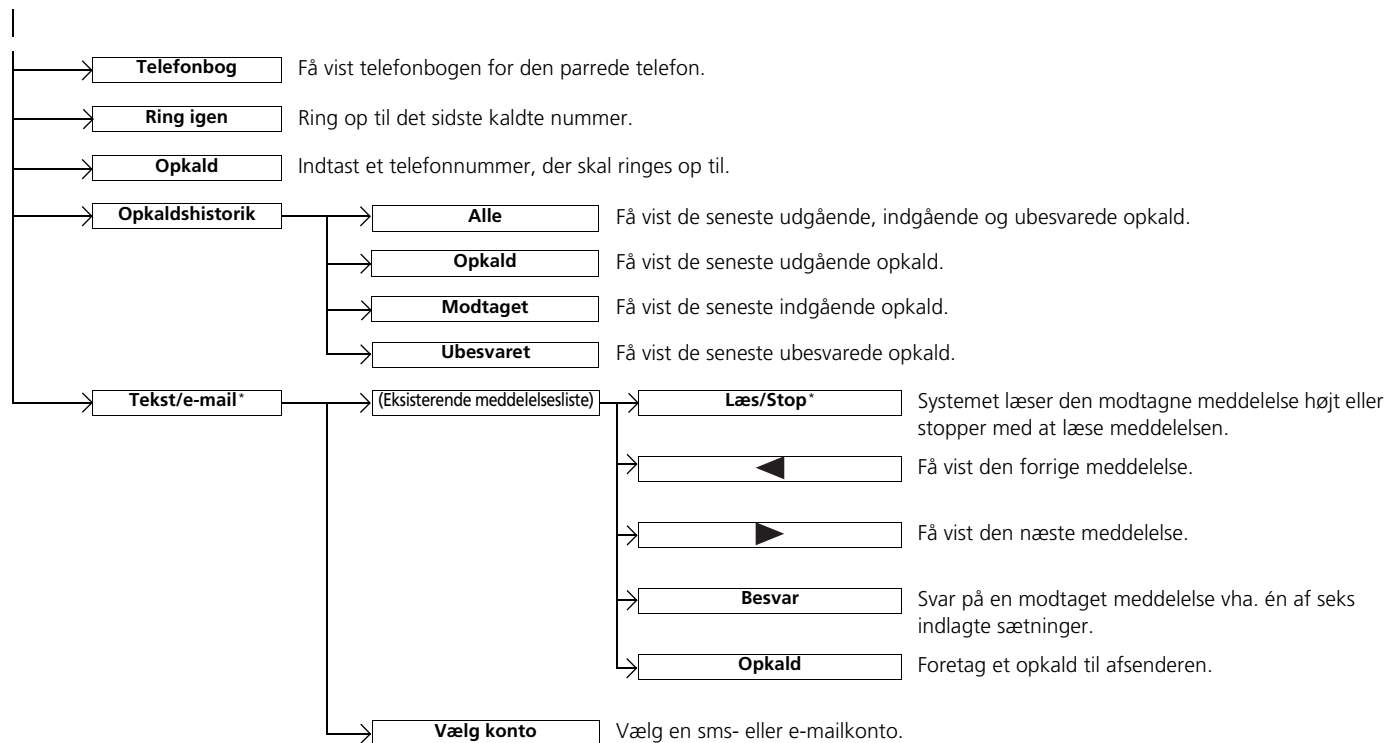 Telefonbog Få vist telefonbogen for den parrede telefon.
Ring igen Ring op til det sidste kaldte nummer.
Opkald Indtast et telefonnummer, der skal ringes op til.
Opkaldshistorik Alle Få vist de seneste udgående, indgående og ubesvarede opkald.
Opkald Få vist de seneste udgående opkald.
Modtaget Få vist de seneste indgående opkald.
Ubesvaret Få vist de seneste ubesvarede opkald.
Tekst/e-mail* (Eksisterende meddelelsesliste) Læs/Stop* Systemet læser den modtagne meddelelse højt eller
stopper med at læse meddelelsen.
Få vist den forrige meddelelse.
Få vist den næste meddelelse.
Besvar Svar på en modtaget meddelelse vha. én af seks
indlagte sætninger.
Opkald Foretag et opkald til afsenderen.
Vælg konto Vælg en sms- eller e-mailkonto.